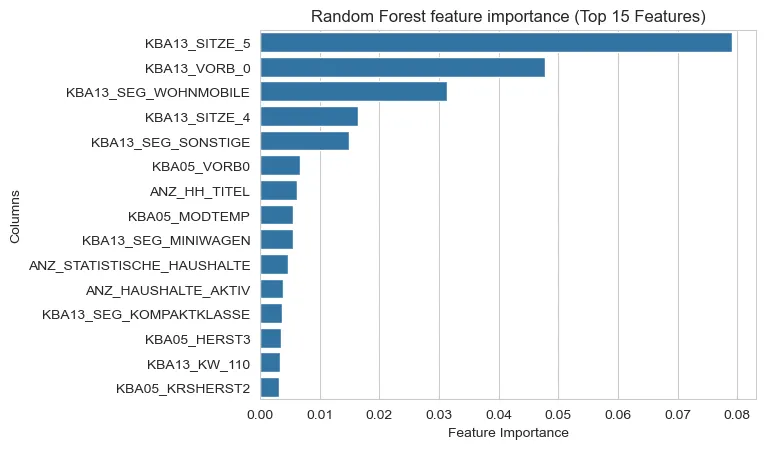 Random Forest feature importance (Top 15 Features)
KBA13_SITZE_5
KBA13_VORB_0
KBA13_SEG_WOHNMOBILE
KBA13_SITZE_4
KBA13_SEG_SONSTIGE
KBA05_VORB0
ANZ_HH_TITEL
KBA05_MODTEMP
KBA13_SEG_MINIWAGEN
ANZ_STATISTISCHE_HAUSHALTE
ANZ_HAUSHALTE_AKTIV
KBA13_SEG_KOMPAKTKLASSE
KBA05_HERST3
KBA13_KW_110
KBA05_KRSHERST2
Columns
0.00 0.01 0.02 0.03 0.04 0.05 0.06 0.07 0.08
Feature Importance